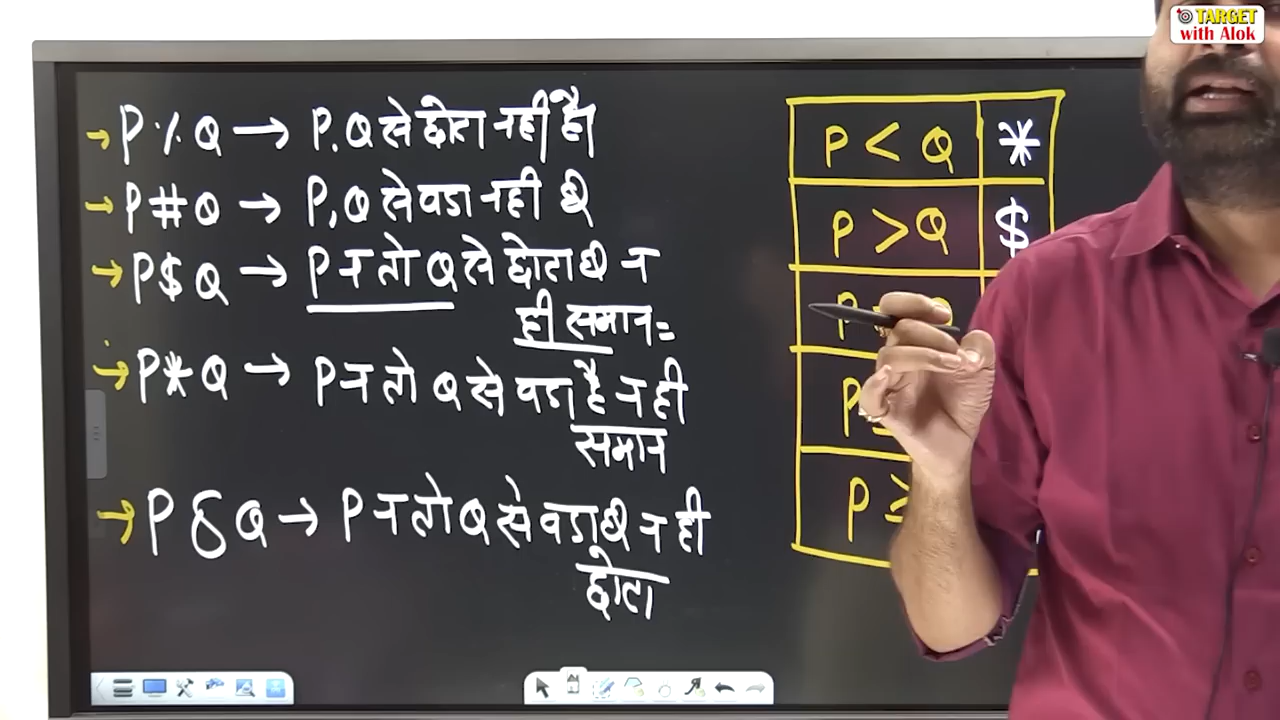 TARGET
with Alok
→ P % Q → P, Q से छोटा नही है।
→ P # Q → P, Q से बडा नही है
→ P $ Q → P न तो Q से छोटा है न
ही समान =
→ P * Q → P न तो Q से बडा है न ही
समान
→ P δ Q → P न तो Q से बडा है न ही
छोटा
P < Q *
P > Q $
P
P
P ≥